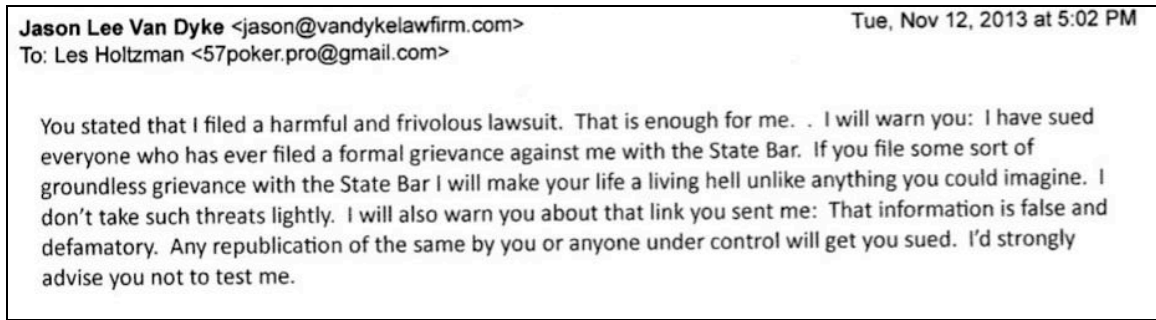 Jason Lee Van Dyke <jason@vandykelawfirm.com>
Tue, Nov 12, 2013 at 5:02 PM
To: Les Holtzman <57poker.pro@gmail.com>
You stated that I filed a harmful and frivolous lawsuit.  That is enough for me. . I will warn you:  I have sued
everyone who has ever filed a formal grievance against me with the State Bar.  If you file some sort of
groundless grievance with the State Bar I will make your life a living hell unlike anything you could imagine.  I
don't take such threats lightly.  I will also warn you about that link you sent me:  That information is false and
defamatory.  Any republication of the same by you or anyone under control will get you sued.  I'd strongly
advise you not to test me.